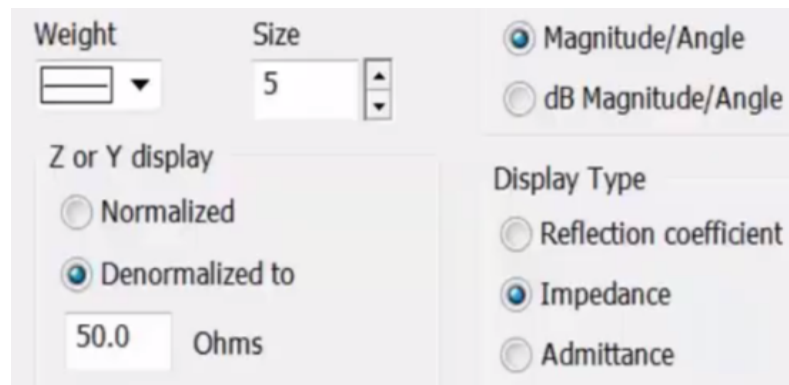 Weight
Size
5
Magnitude/Angle
dB Magnitude/Angle
Z or Y display
Normalized
Denormalized to
50.0
Ohms
Display Type
Reflection coefficient
Impedance
Admittance